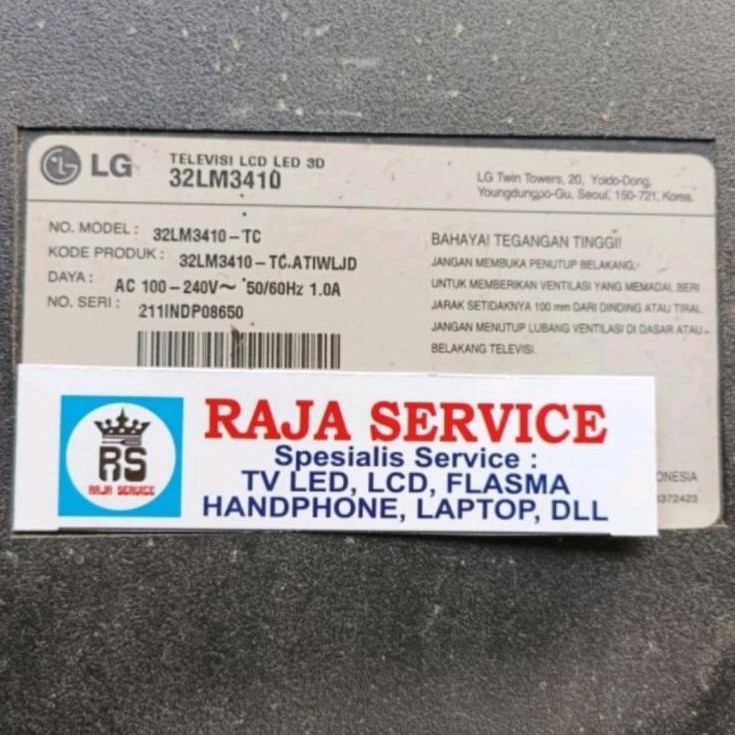 LG
TELEVISI LCD LED 3D
32LM3410
LG Twin Towers, 20, Yoido-Dong,
Youngdungpo-Gu, Seoul, 150-721, Korea.
NO. MODEL : 32LM3410-TC
KODE PRODUK : 32LM3410-TC.ATIWLJD
DAYA : AC 100-240V~ 50/60Hz 1.0A
NO. SERI : 211INDP08650
BAHAYA! TEGANGAN TINGGI!
JANGAN MEMBUKA PENUTUP BELAKANG.
UNTUK MEMBERIKAN VENTILASI YANG MEMADAI, BERI
JARAK SETIDAKNYA 100 mm DARI DINDING ATAU TIRAI.
JANGAN MENUTUP LUBANG VENTILASI DI DASAR ATAU
BELAKANG TELEVISI.
RS
RAJA SERVICE
RAJA SERVICE
Spesialis Service :
TV LED, LCD, FLASMA
HANDPHONE, LAPTOP, DLL
ONESIA
372423